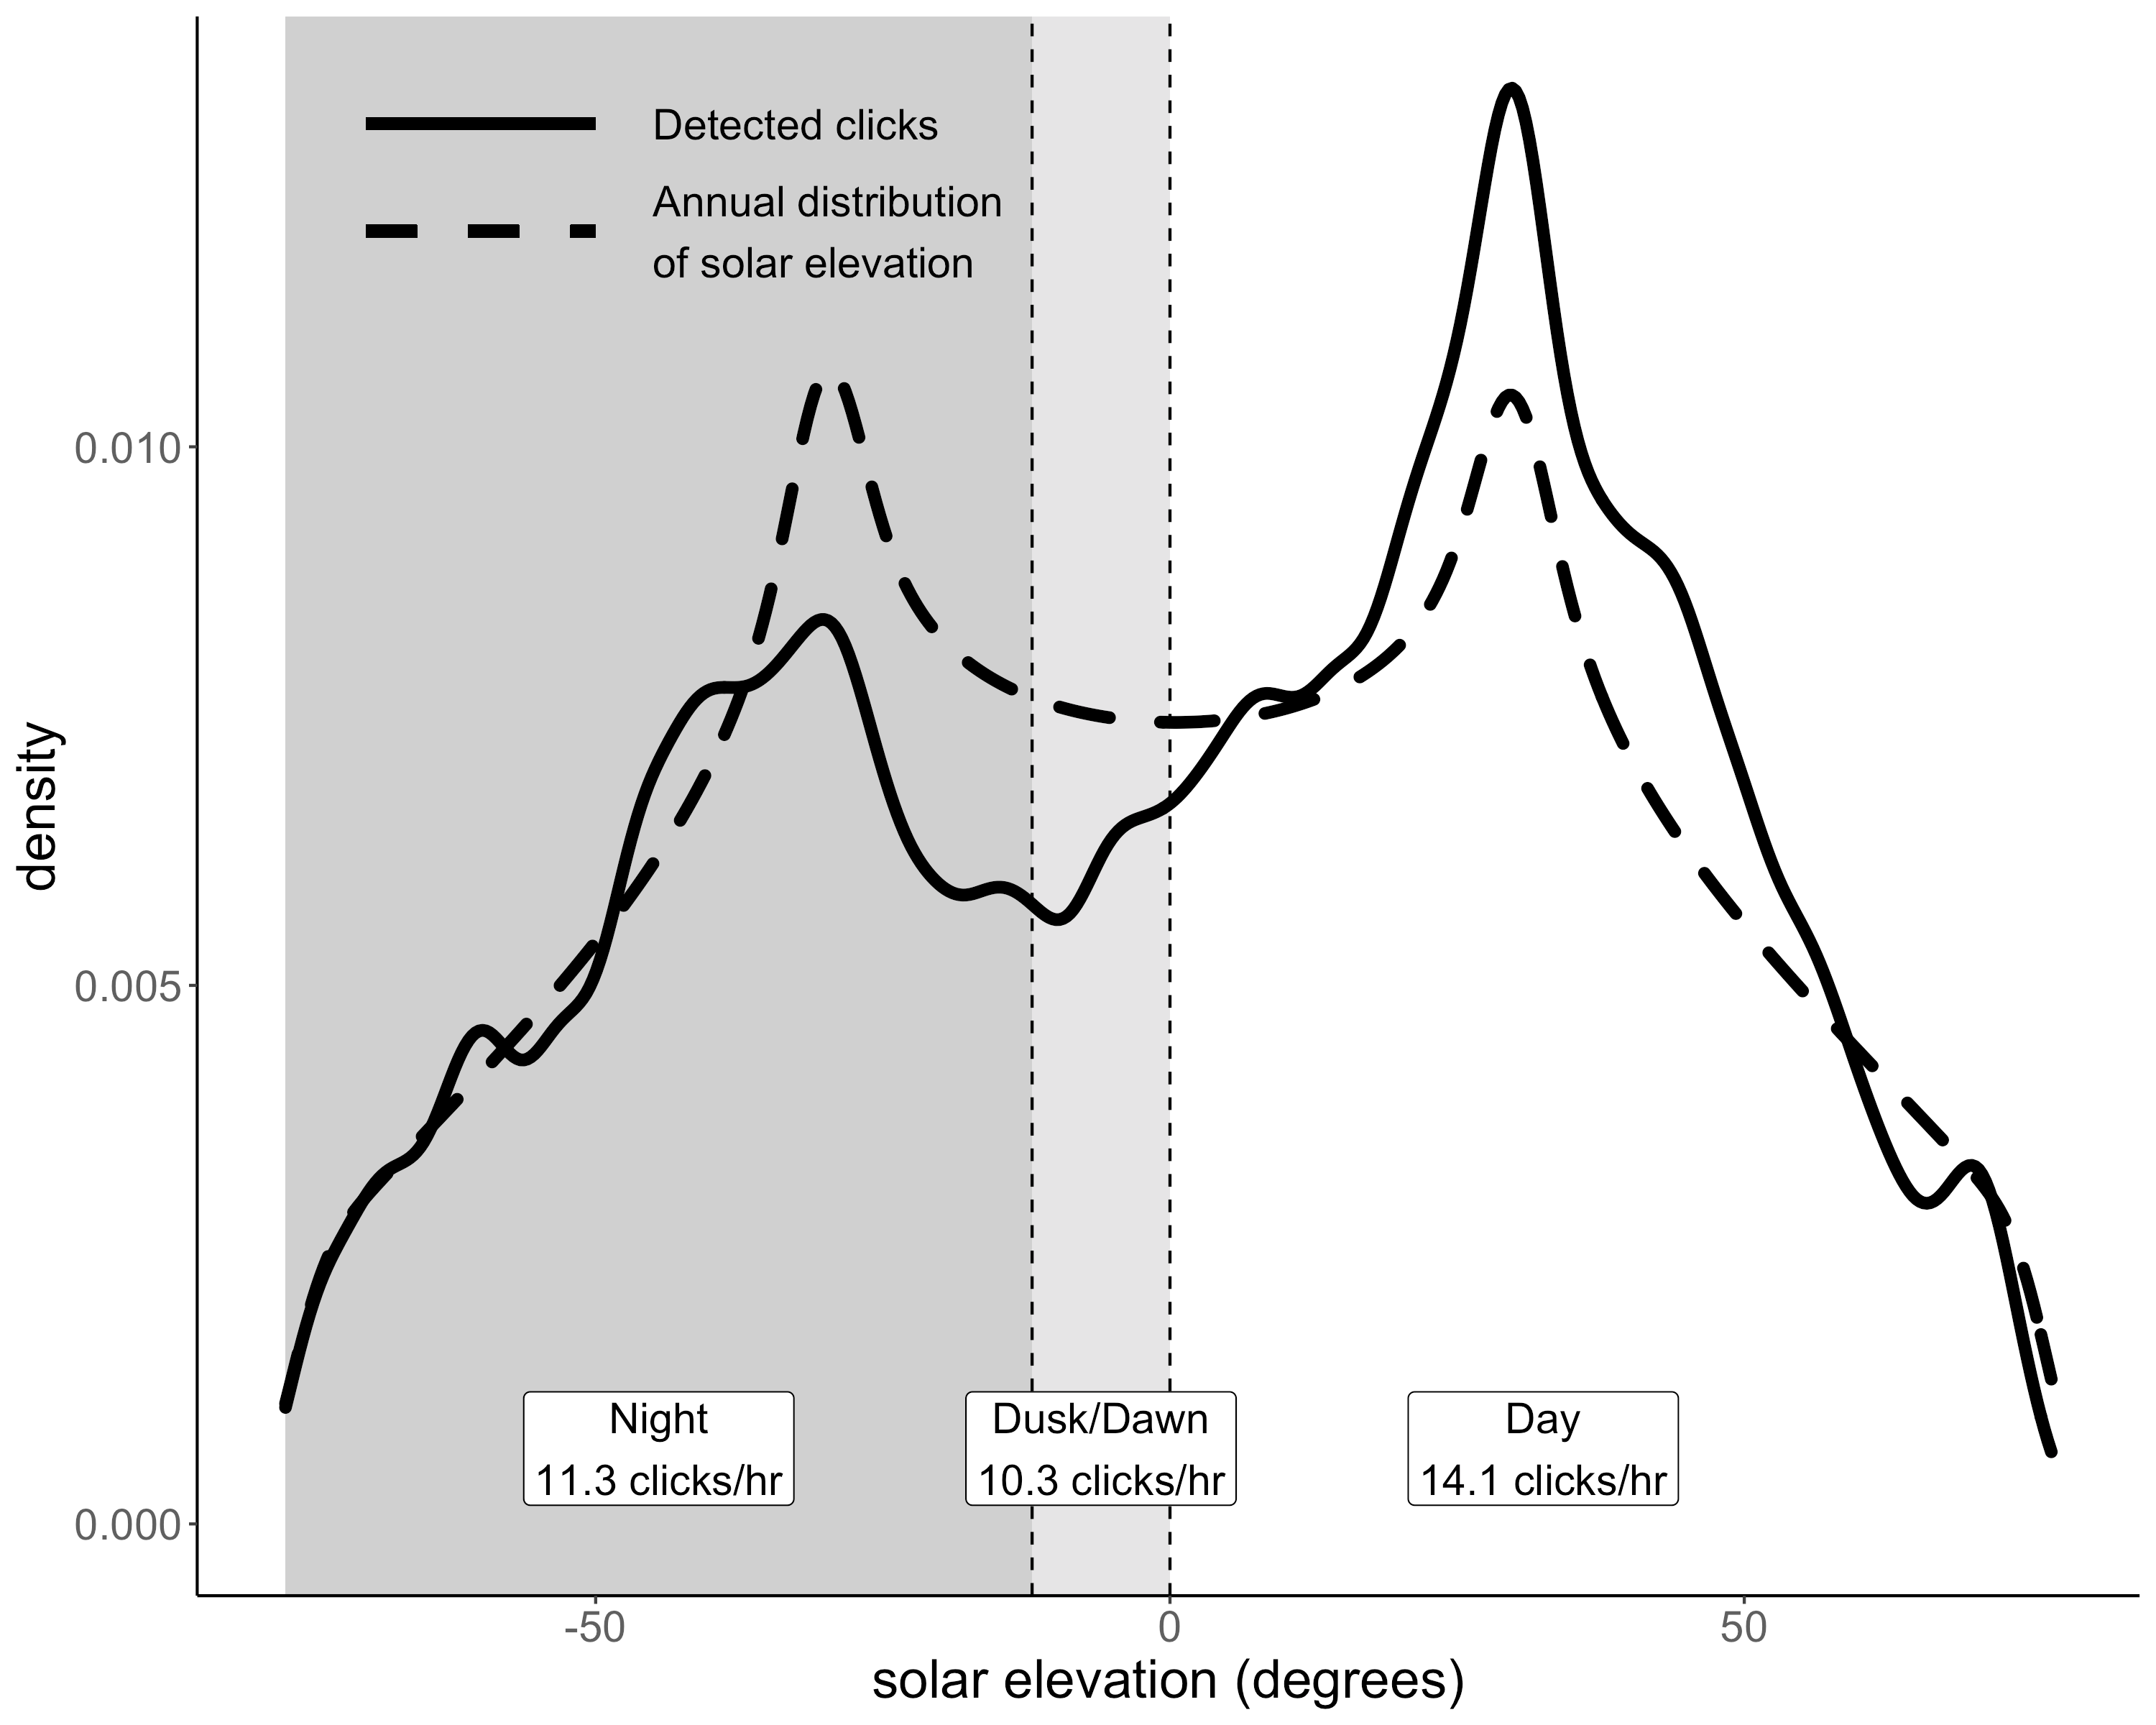 Detected clicks
Annual distribution
of solar elevation
0.010
0.005
0.000
density
Night
11.3 clicks/hr
Dusk/Dawn
10.3 clicks/hr
Day
14.1 clicks/hr
-50
0
50
solar elevation (degrees)